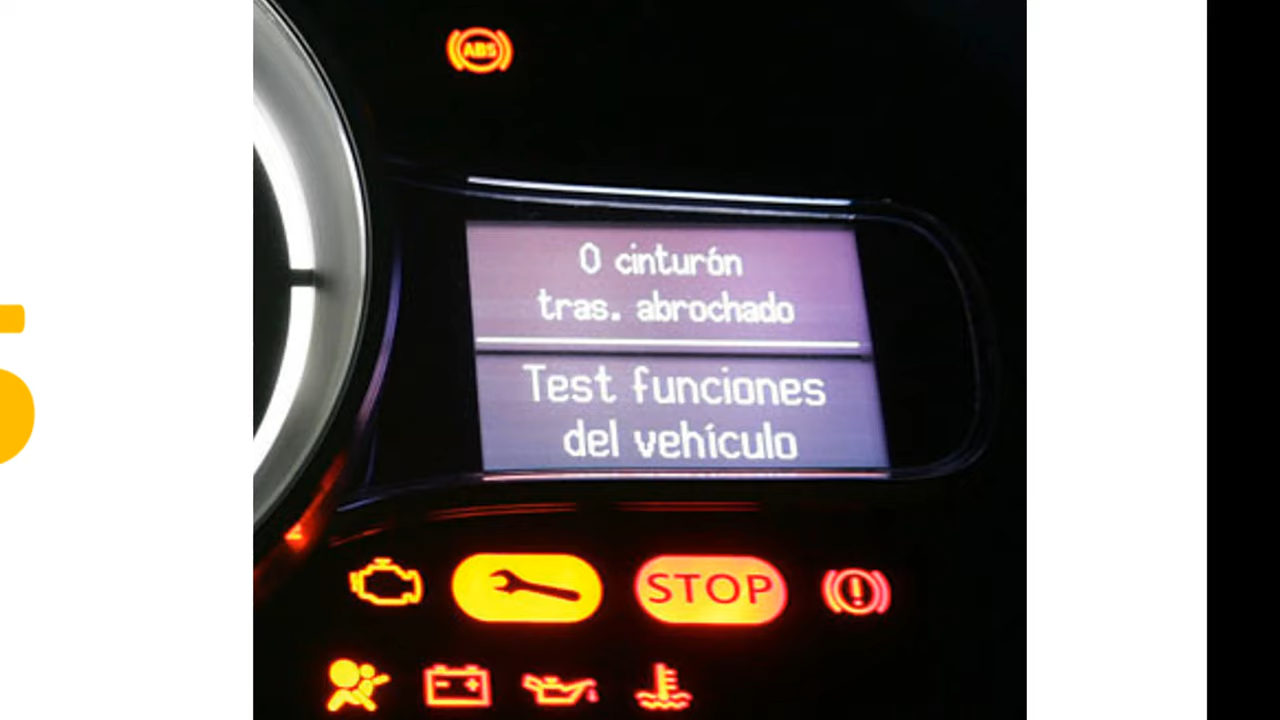 ABS
0 cinturón
tras. abrochado
Test funciones
del vehículo
STOP